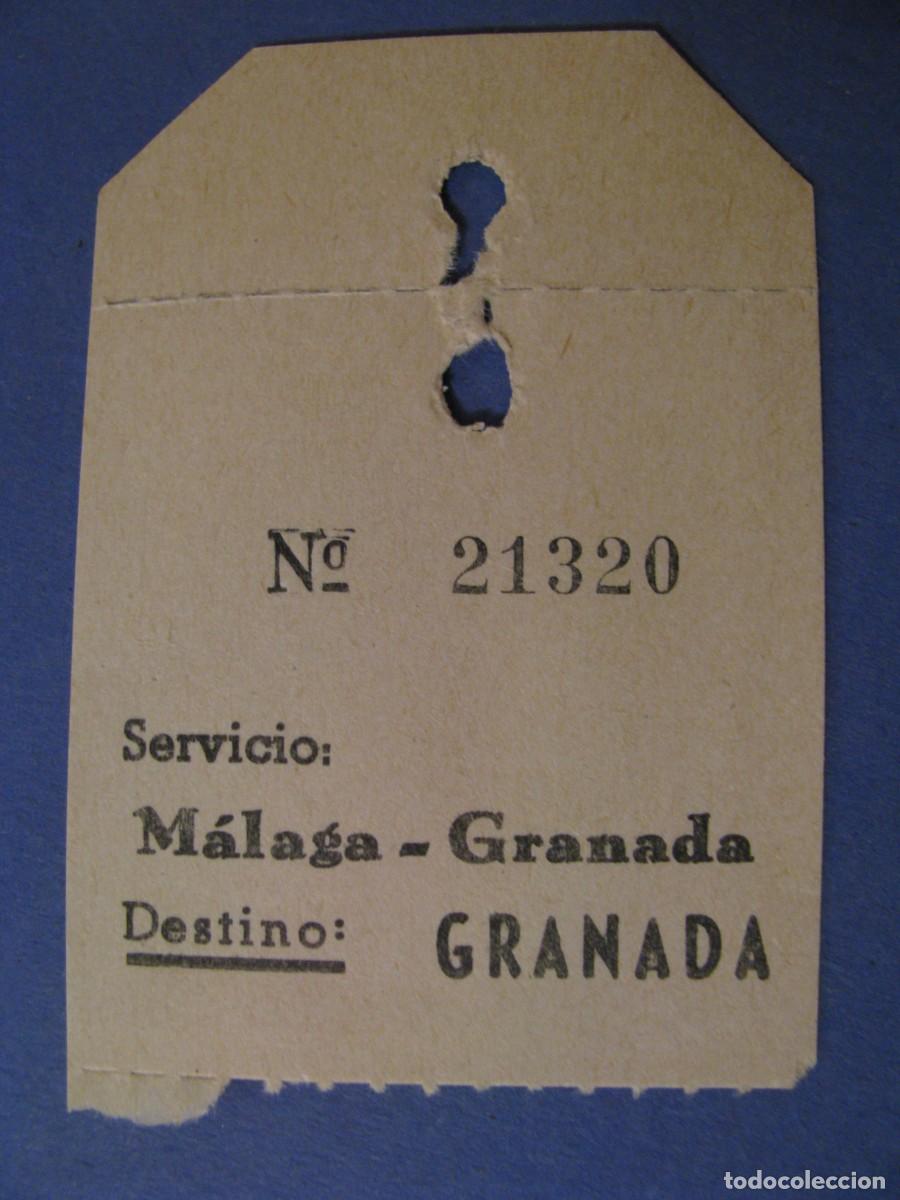 Nº 21320
Servicio:
Málaga - Granada
Destino: GRANADA
todocoleccion